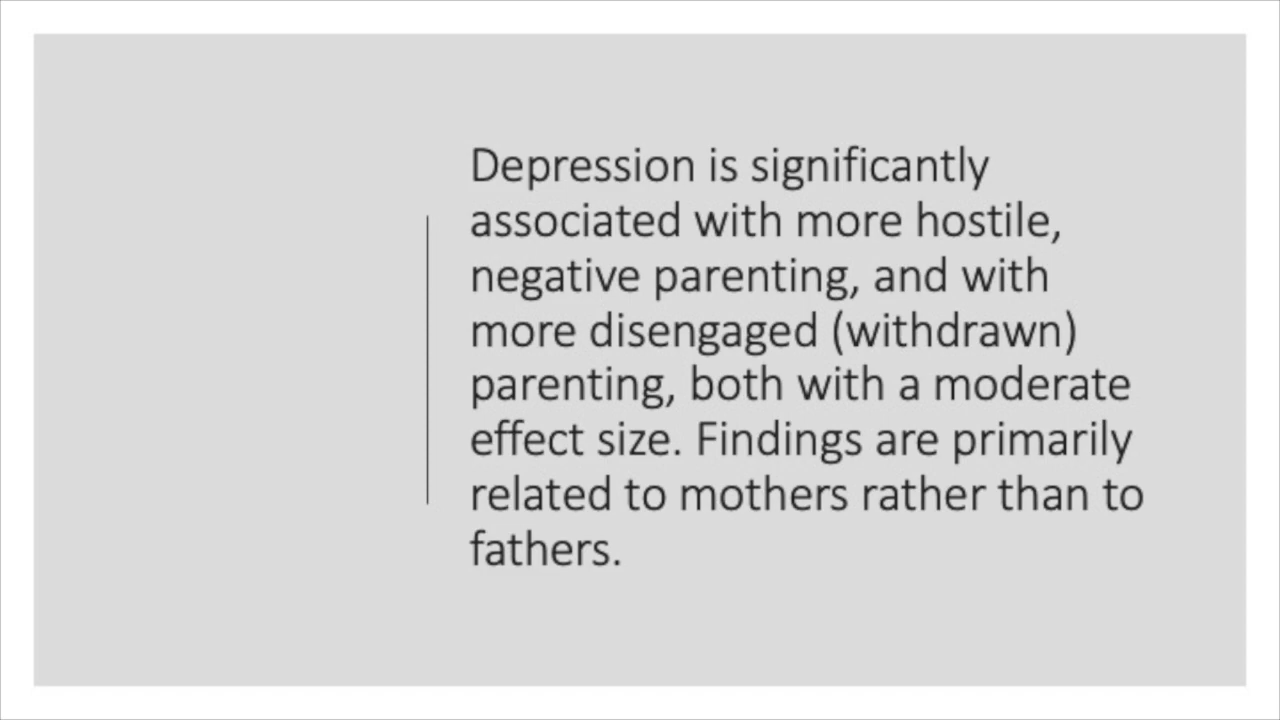 Depression is significantly
associated with more hostile,
negative parenting, and with
more disengaged (withdrawn)
parenting, both with a moderate
effect size. Findings are primarily
related to mothers rather than to
fathers.